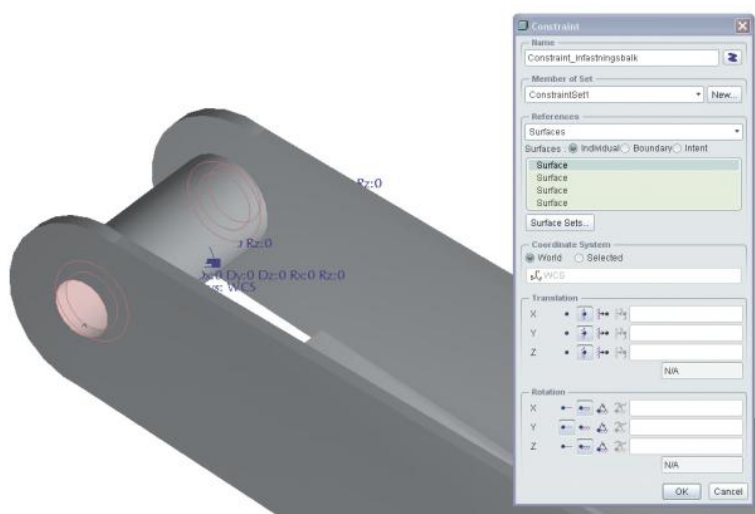 Constraint
Name
Constraint_Infastningsbalk
Member of Set
ConstraintSet1
New...
References
Surfaces
Surfaces : Individual Boundary Intent
Surface
Surface
Surface
Surface
Surface Sets...
Coordinate System
World Selected
WCS
Translation
X
Y
Z
N/A
Rotation
X
Y
Z
N/A
OK Cancel
Rz:0
Rz:0
Dy:0 Dz:0 Rx:0 Rz:0
WCS